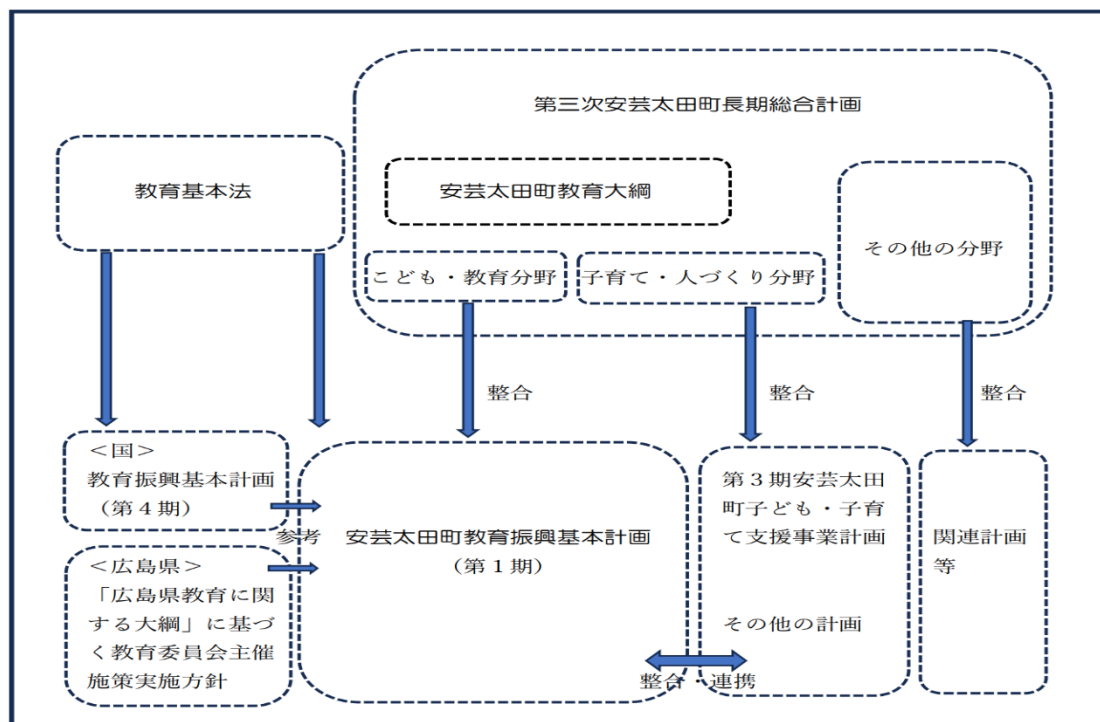 第三次安芸太田町長期総合計画
教育基本法
安芸太田町教育大綱
その他の分野
こども・教育分野
子育て・人づくり分野
整合
整合
整合
＜国＞
教育振興基本計画
（第４期）
参考
＜広島県＞
「広島県教育に関
する大綱」に基づ
く教育委員会主催
施策実施方針
安芸太田町教育振興基本計画
（第１期）
第３期安芸太田
町子ども・子育
て支援事業計画
その他の計画
整合・連携
関連計画
等